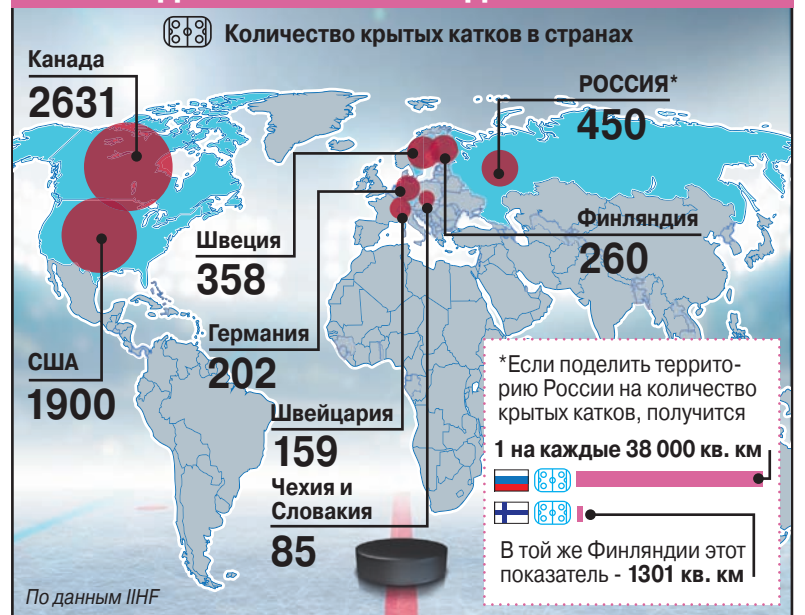 Количество крытых катков в странах
Канада
2631
РОССИЯ*
450
Швеция
358
Финляндия
260
Германия
202
США
1900
Швейцария
159
Чехия и
Словакия
85
*Если поделить террито-
рию России на количество
крытых катков, получится
1 на каждые 38 000 кв. км
В той же Финляндии этот
показатель - 1301 кв. км
По данным IIHF